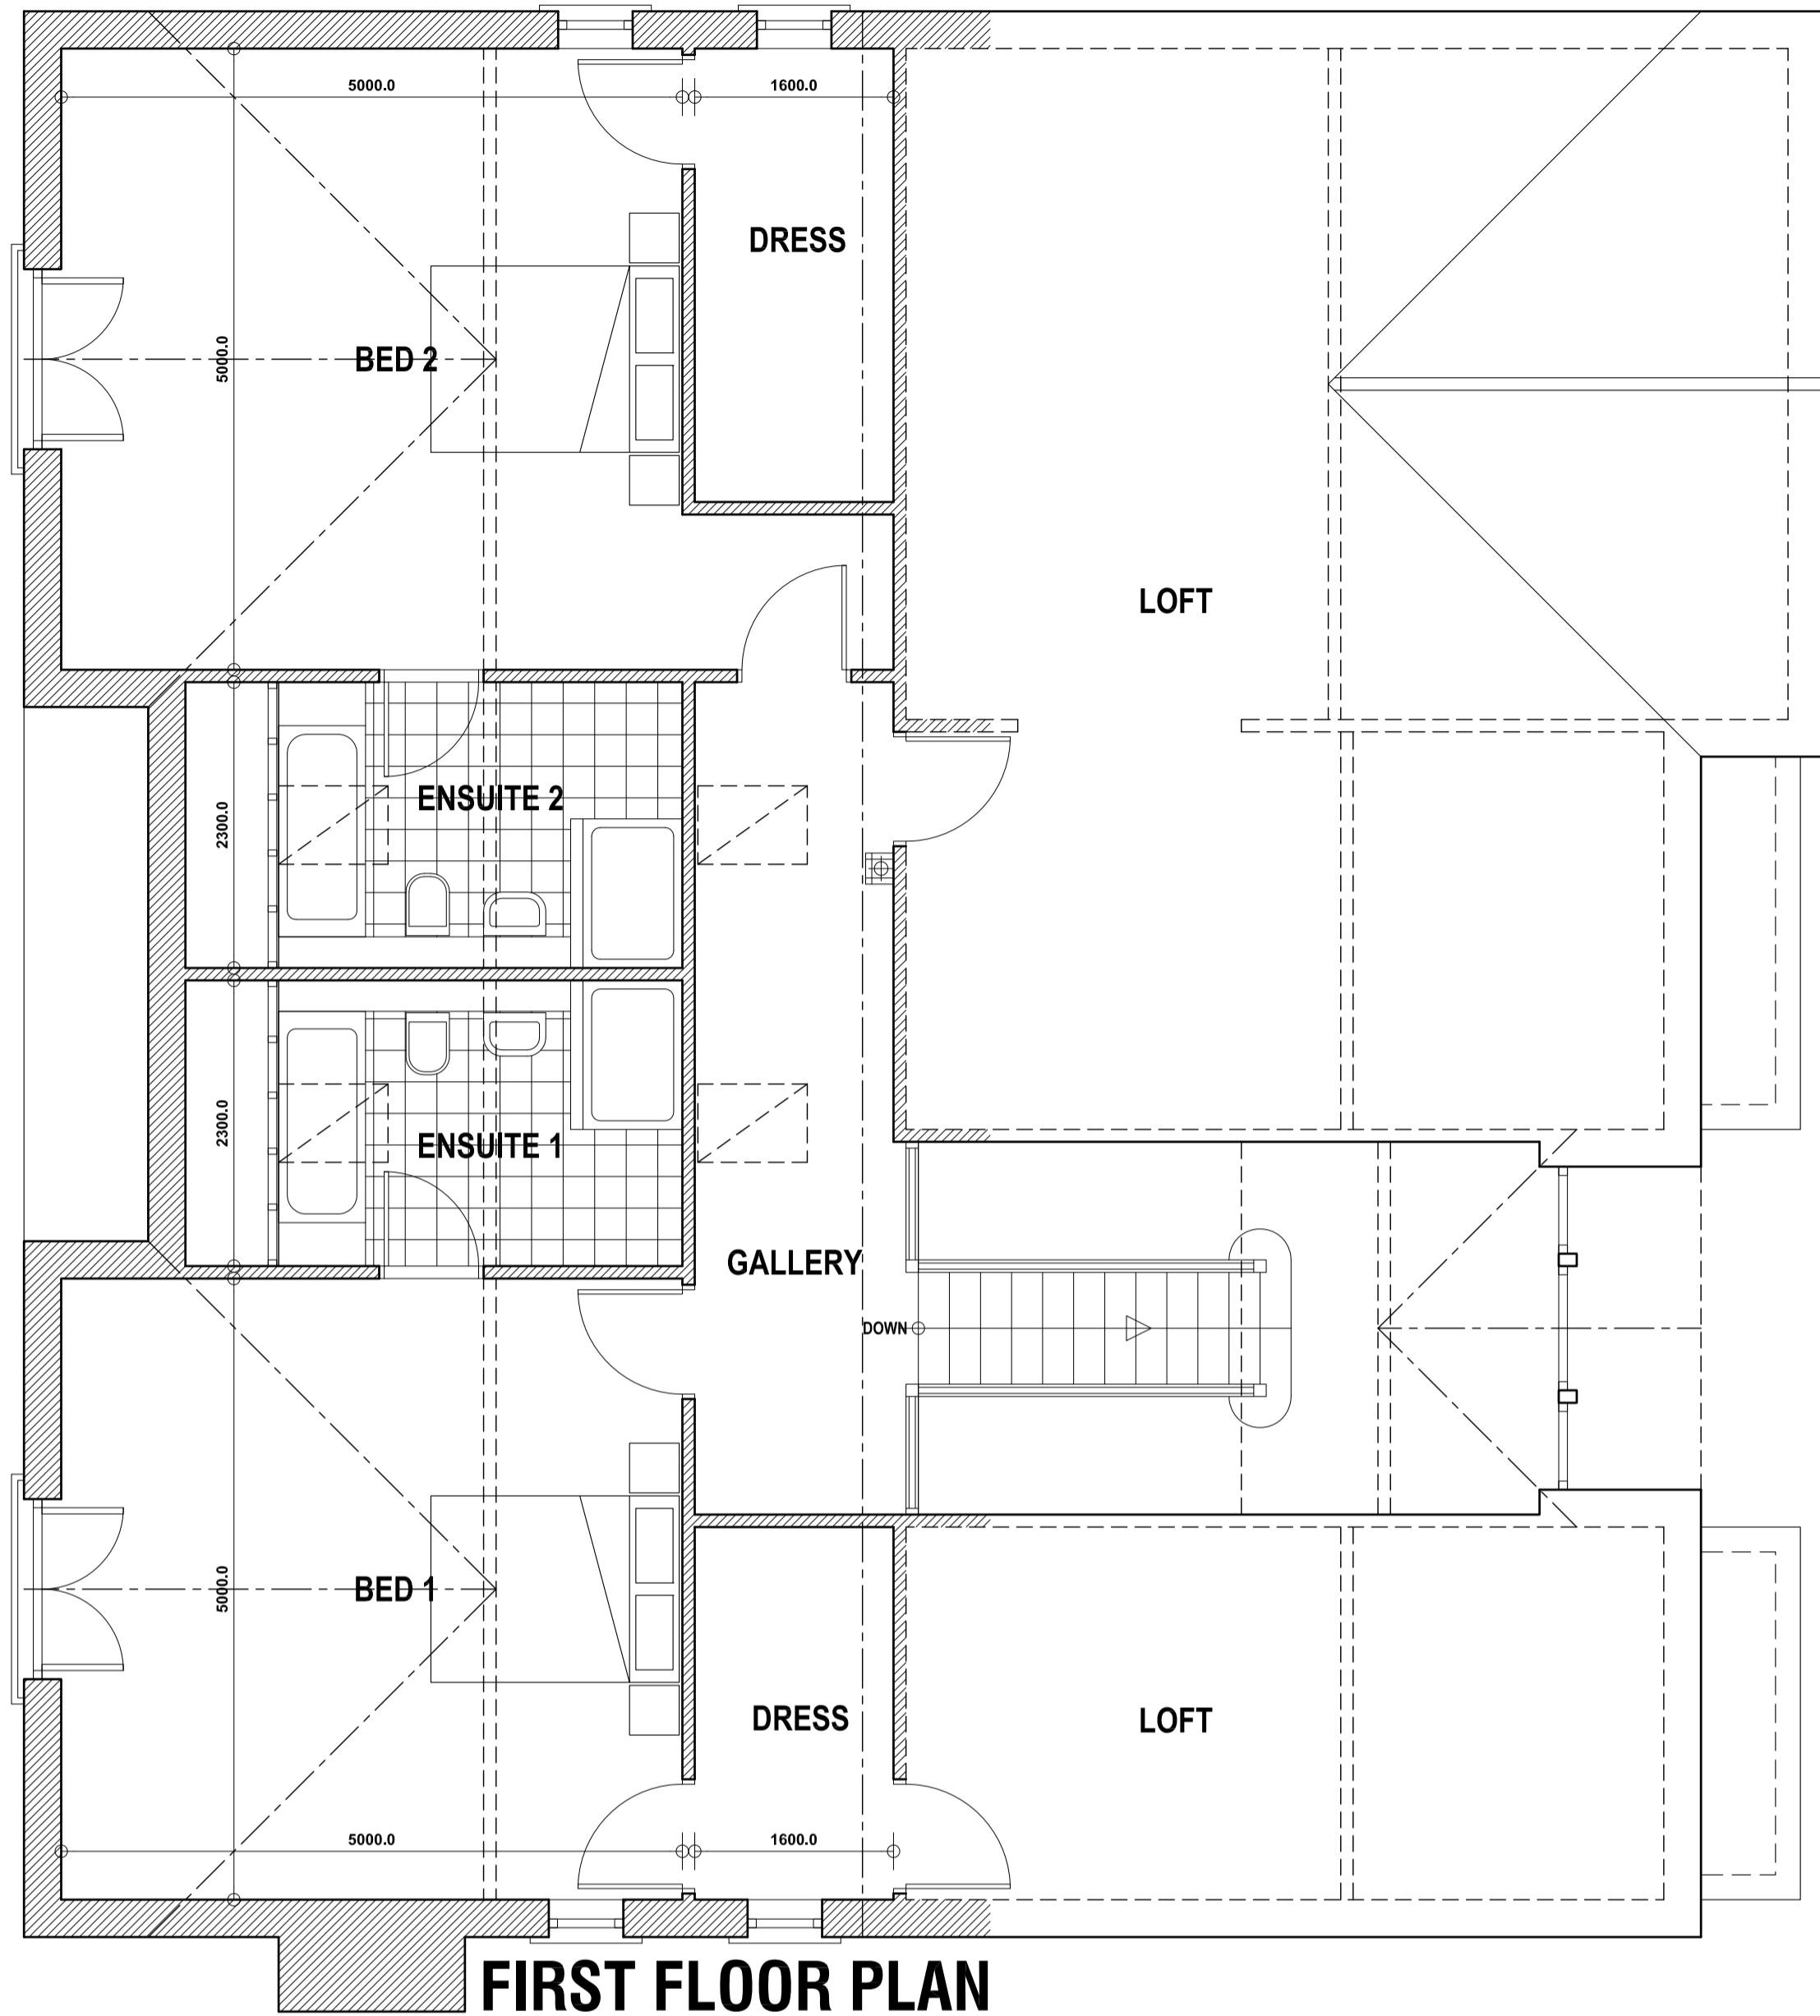 5000.0
1600.0
DRESS
5000.0
BED 2
LOFT
ENSUITE 2
2300.0
2300.0
ENSUITE 1
GALLERY
DOWN
5000.0
BED 1
DRESS
LOFT
5000.0
1600.0
FIRST FLOOR PLAN